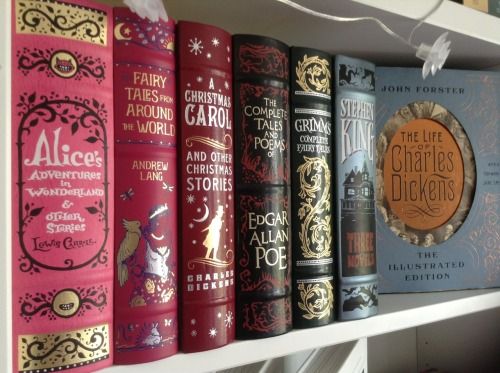 Alice's
ADVENTURES in
WONDERLAND
&
OTHER
STORIES
LEWIS CARROLL
FAIRY
TALES FROM
AROUND THE
WORLD
ANDREW
LANG
A
CHRISTMAS
CAROL
AND OTHER
CHRISTMAS
STORIES
CHARLES
DICKENS
THE
COMPLETE
TALES AND
POEMS OF
EDGAR
ALLAN
POE
GRIMM'S
COMPLETE
FAIRY TALES
STEPHEN
KING
THREE
NOVELS
JOHN FORSTER
THE LIFE
OF
Charles
Dickens
THE
ILLUSTRATED
EDITION